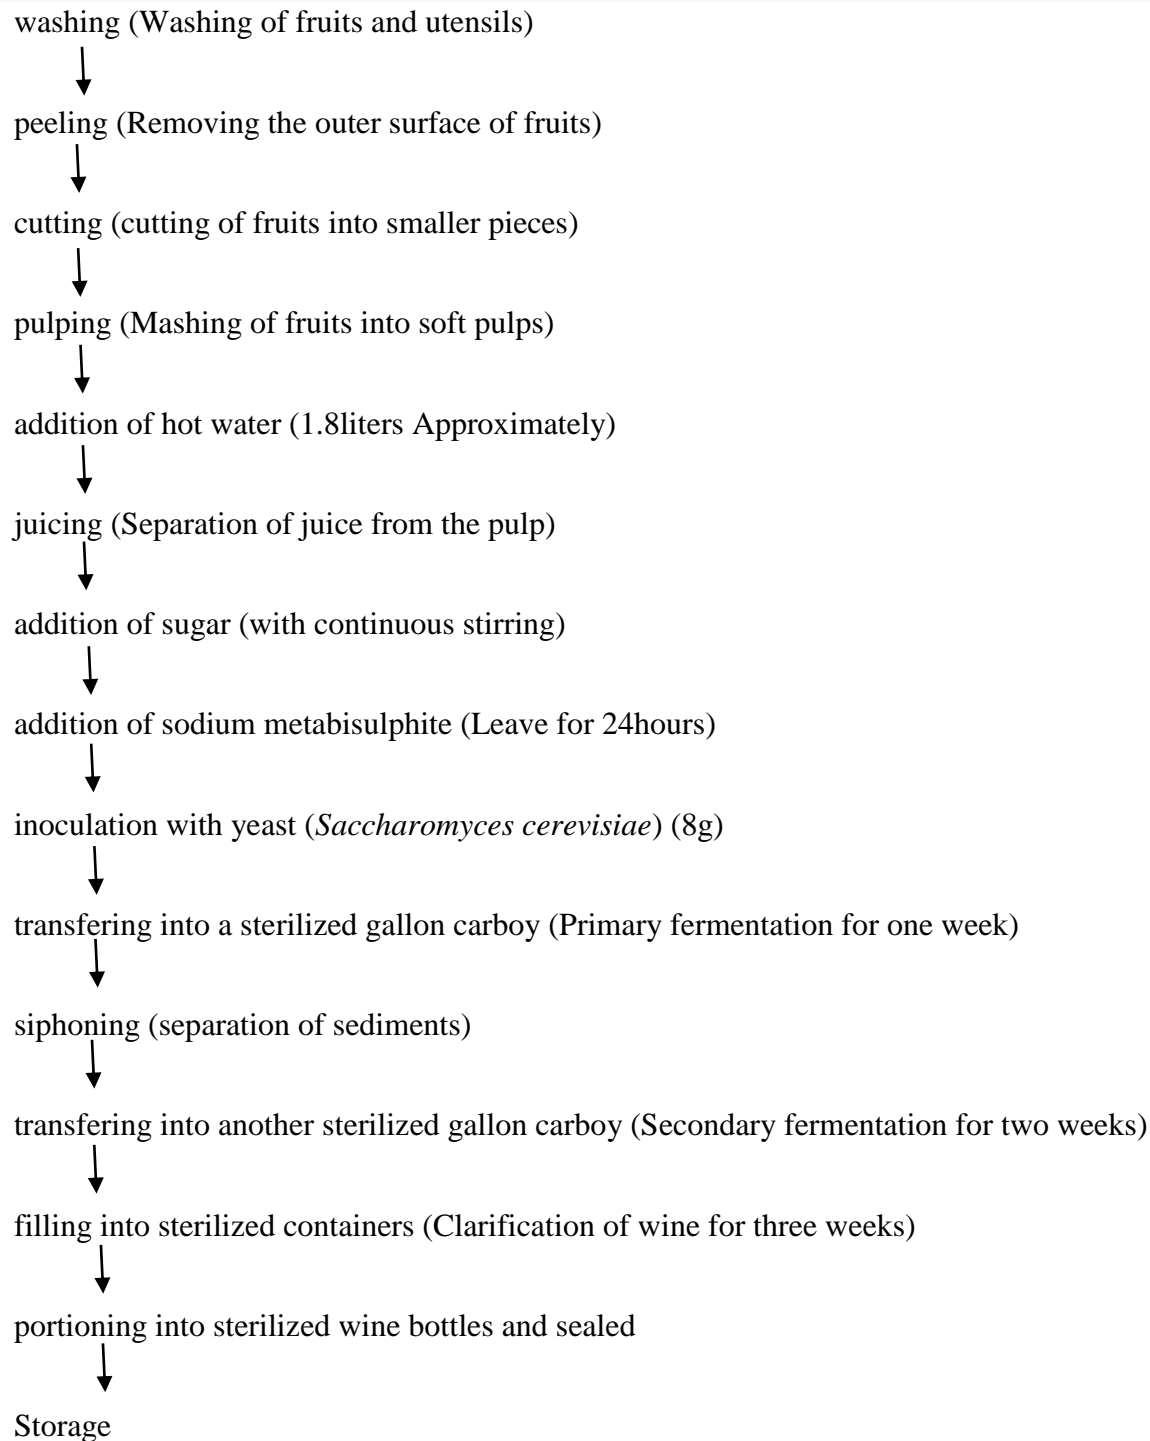 washing (Washing of fruits and utensils)
peeling (Removing the outer surface of fruits)
cutting (cutting of fruits into smaller pieces)
pulping (Mashing of fruits into soft pulps)
addition of hot water (1.8liters Approximately)
juicing (Separation of juice from the pulp)
addition of sugar (with continuous stirring)
addition of sodium metabisulphite (Leave for 24hours)
inoculation with yeast (Saccharomyces cerevisiae) (8g)
transfering into a sterilized gallon carboy (Primary fermentation for one week)
siphoning (separation of sediments)
transfering into another sterilized gallon carboy (Secondary fermentation for two weeks)
filling into sterilized containers (Clarification of wine for three weeks)
portioning into sterilized wine bottles and sealed
Storage